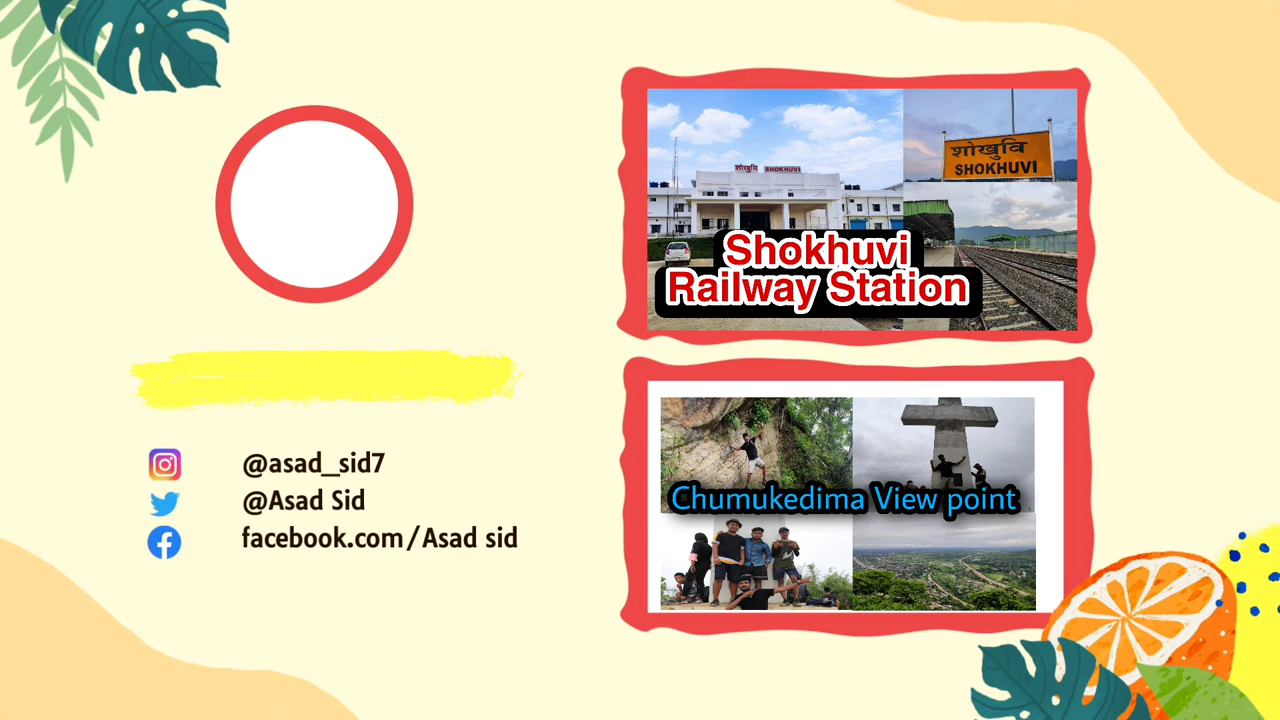 @asad_sid7
@Asad Sid
facebook.com/Asad sid
शोखुवि SHOKHUVI
शोखुवि
SHOKHUVI
Shokhuvi
Railway Station
Chumukedima View point